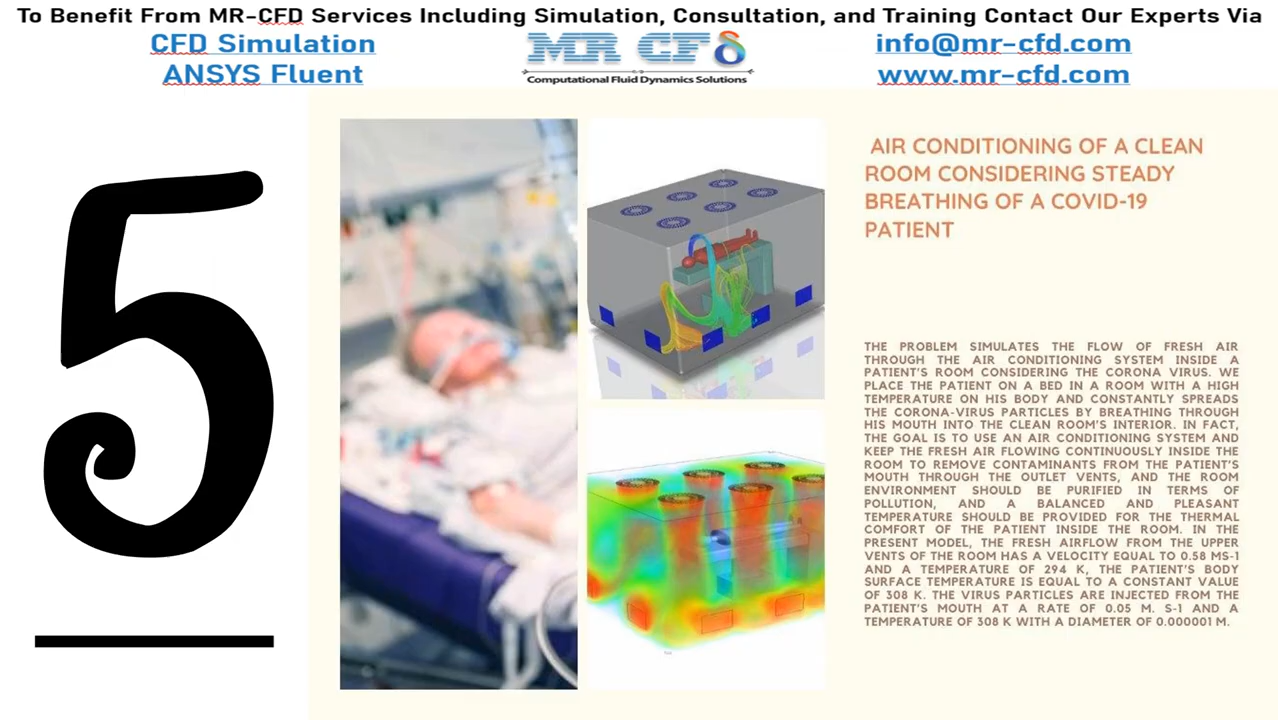 To Benefit From MR-CFD Services Including Simulation, Consultation, and Training Contact Our Experts Via
CFD Simulation
ANSYS Fluent
MR CFδ
Computational Fluid Dynamics Solutions
info@mr-cfd.com
www.mr-cfd.com
5
AIR CONDITIONING OF A CLEAN
ROOM CONSIDERING STEADY
BREATHING OF A COVID-19
PATIENT
THE PROBLEM SIMULATES THE FLOW OF FRESH AIR
THROUGH THE AIR CONDITIONING SYSTEM INSIDE A
PATIENT'S ROOM CONSIDERING THE CORONA VIRUS. WE
PLACE THE PATIENT ON A BED IN A ROOM WITH A HIGH
TEMPERATURE ON HIS BODY AND CONSTANTLY SPREADS
THE CORONA-VIRUS PARTICLES BY BREATHING THROUGH
HIS MOUTH INTO THE CLEAN ROOM'S INTERIOR. IN FACT,
THE GOAL IS TO USE AN AIR CONDITIONING SYSTEM AND
KEEP THE FRESH AIR FLOWING CONTINUOUSLY INSIDE THE
ROOM TO REMOVE CONTAMINANTS FROM THE PATIENT'S
MOUTH THROUGH THE OUTLET VENTS, AND THE ROOM
ENVIRONMENT SHOULD BE PURIFIED IN TERMS OF
POLLUTION, AND A BALANCED AND PLEASANT
TEMPERATURE SHOULD BE PROVIDED FOR THE THERMAL
COMFORT OF THE PATIENT INSIDE THE ROOM. IN THE
PRESENT MODEL, THE FRESH AIRFLOW FROM THE UPPER
VENTS OF THE ROOM HAS A VELOCITY EQUAL TO 0.58 MS-1
AND A TEMPERATURE OF 294 K, THE PATIENT'S BODY
SURFACE TEMPERATURE IS EQUAL TO A CONSTANT VALUE
OF 308 K. THE VIRUS PARTICLES ARE INJECTED FROM THE
PATIENT'S MOUTH AT A RATE OF 0.05 M. S-1 AND A
TEMPERATURE OF 308 K WITH A DIAMETER OF 0.000001 M.